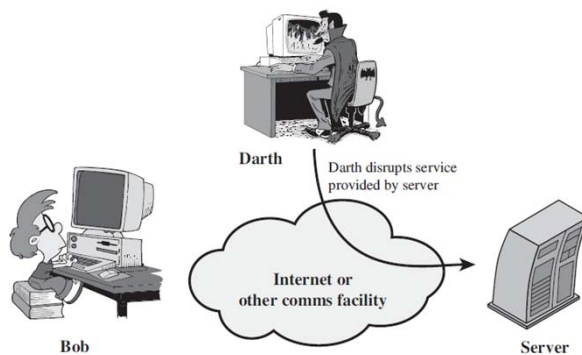 Darth
Darth disrupts service
provided by server
Internet or
other comms facility
Bob
Server